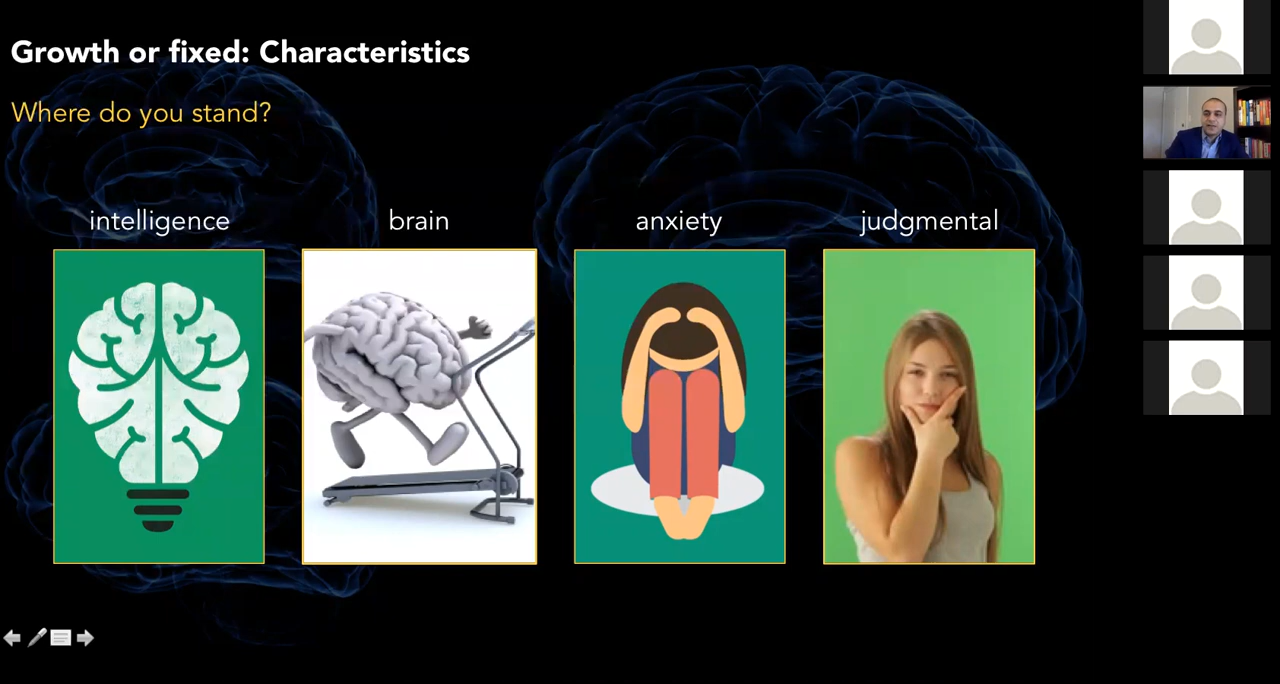 Growth or fixed: Characteristics
Where do you stand?
intelligence
brain
anxiety
judgmental